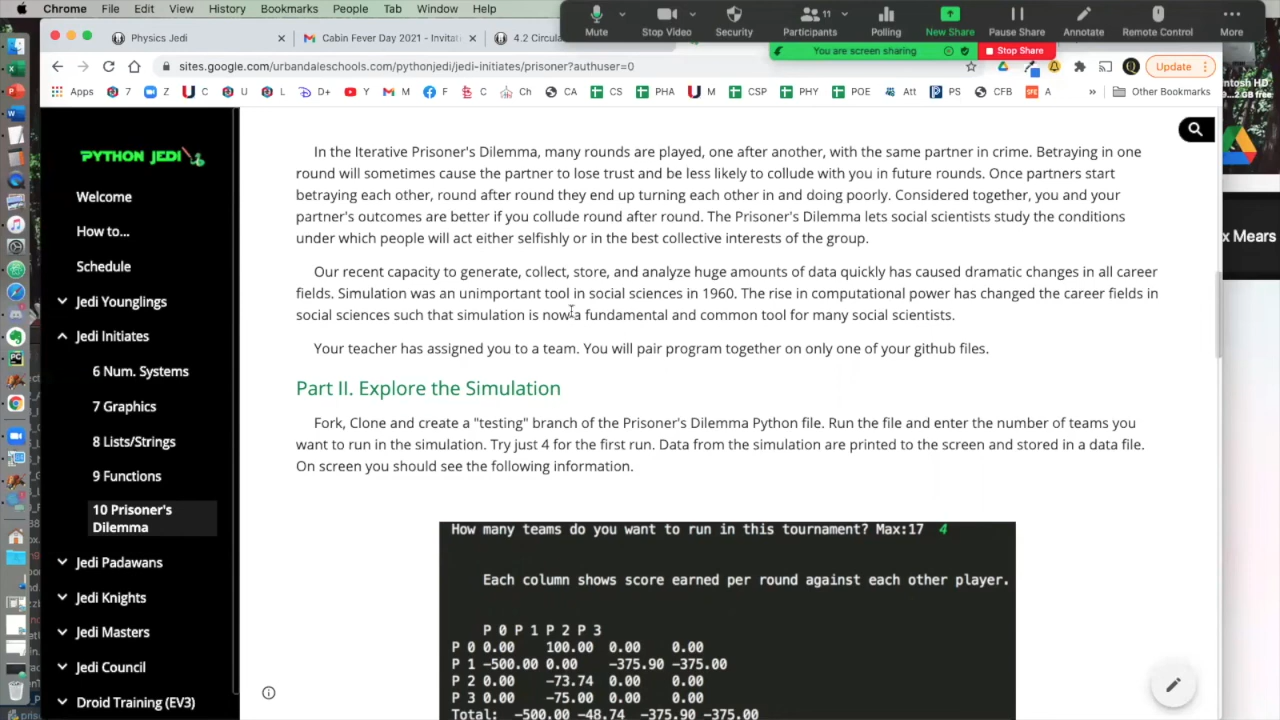 Chrome File Edit View History Bookmarks People Tab Window Help
Mute Stop Video Security 11 Participants Polling New Share Pause Share Annotate Remote Control More
You are screen sharing Stop Share
Physics Jedi
Cabin Fever Day 2021 - Invitat
4.2 Circula
sites.google.com/urbandaleschools.com/pythonjedi/jedi-initiates/prisoner?authuser=0
Update
Apps 7 Z C U L D+ Y M F C CA CS PHA M CSP PHY POE Att PS CFB A » Other Bookmarks
PYTHON JEDI
Welcome
How to...
Schedule
Jedi Younglings
Jedi Initiates
6 Num. Systems
7 Graphics
8 Lists/Strings
9 Functions
10 Prisoner's
Dilemma
Jedi Padawans
Jedi Knights
Jedi Masters
Jedi Council
Droid Training (EV3)
In the Iterative Prisoner's Dilemma, many rounds are played, one after another, with the same partner in crime. Betraying in one
round will sometimes cause the partner to lose trust and be less likely to collude with you in future rounds. Once partners start
betraying each other, round after round they end up turning each other in and doing poorly. Considered together, you and your
partner's outcomes are better if you collude round after round. The Prisoner's Dilemma lets social scientists study the conditions
under which people will act either selfishly or in the best collective interests of the group.
Our recent capacity to generate, collect, store, and analyze huge amounts of data quickly has caused dramatic changes in all career
fields. Simulation was an unimportant tool in social sciences in 1960. The rise in computational power has changed the career fields in
social sciences such that simulation is now a fundamental and common tool for many social scientists.
Your teacher has assigned you to a team. You will pair program together on only one of your github files.
Part II. Explore the Simulation
Fork, Clone and create a "testing" branch of the Prisoner's Dilemma Python file. Run the file and enter the number of teams you
want to run in the simulation. Try just 4 for the first run. Data from the simulation are printed to the screen and stored in a data file.
On screen you should see the following information.
How many teams do you want to run in this tournament? Max:17 4
Each column shows score earned per round against each other player.
P 0 P 1 P 2 P 3
P 0 0.00 100.00 0.00 0.00
P 1 -500.00 0.00 -375.90 -375.00
P 2 0.00 -73.74 0.00 0.00
P 3 0.00 -75.00 0.00 0.00
Total: -500.00 -48.74 -375.90 -375.00
x Mears